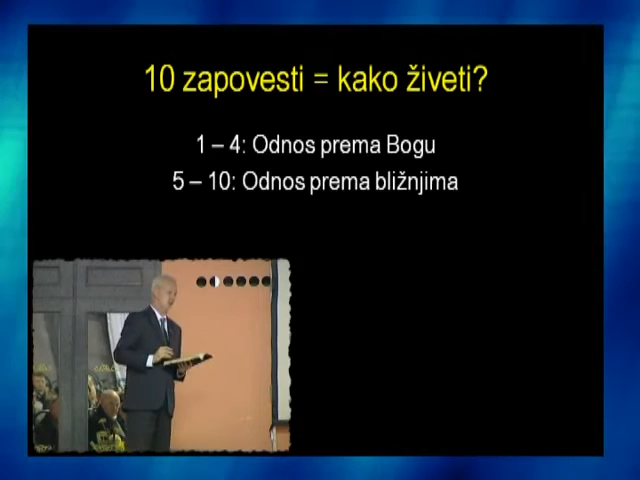 10 zapovesti = kako živeti?
1 – 4: Odnos prema Bogu
5 – 10: Odnos prema bližnjima